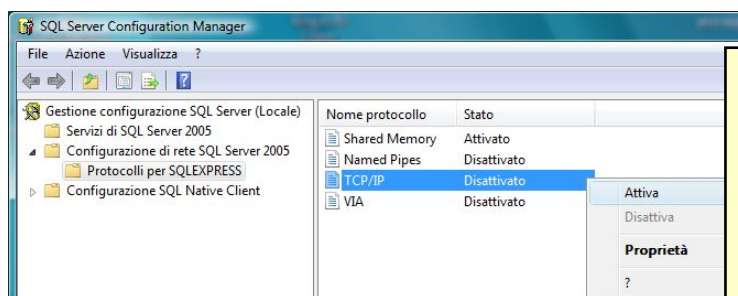 SQL Server Configuration Manager
File Azione Visualizza ?
Gestione configurazione SQL Server (Locale)
Servizi di SQL Server 2005
Configurazione di rete SQL Server 2005
Protocolli per SQLEXPRESS
Configurazione SQL Native Client
Nome protocollo Stato
Shared Memory Attivato
Named Pipes Disattivato
TCP/IP Disattivato
VIA Disattivato
Attiva
Disattiva
Proprietà
?